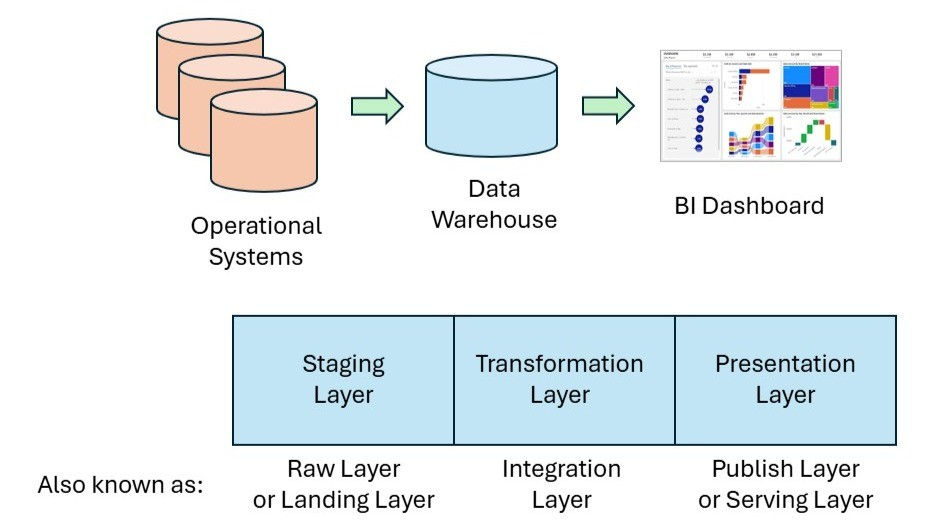 Operational
Systems
Data
Warehouse
BI Dashboard
Staging
Layer
Transformation
Layer
Presentation
Layer
Also known as:
Raw Layer
or Landing Layer
Integration
Layer
Publish Layer
or Serving Layer